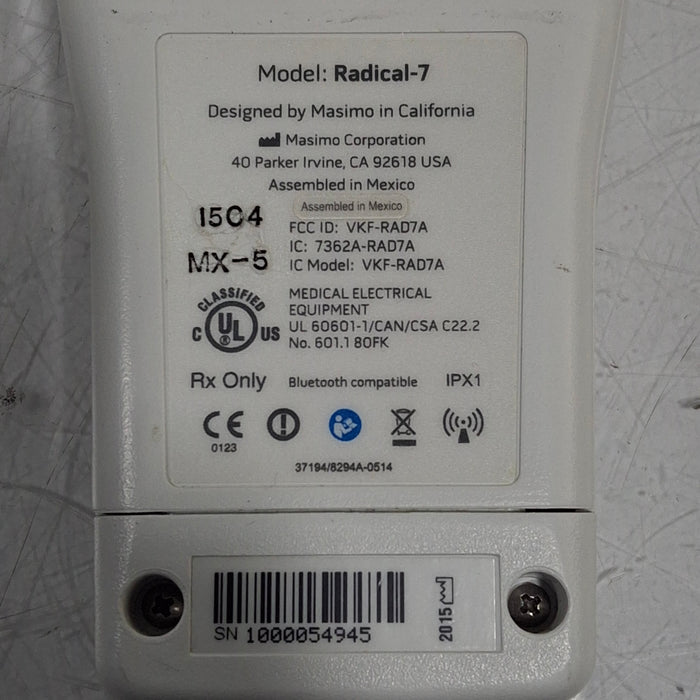 Model: Radical-7
Designed by Masimo in California
Masimo Corporation
40 Parker Irvine, CA 92618 USA
Assembled in Mexico
Assembled in Mexico
1504
MX-5
FCC ID: VKF-RAD7A
IC: 7362A-RAD7A
IC Model: VKF-RAD7A
CLASSIFIED
C UL US
MEDICAL ELECTRICAL
EQUIPMENT
UL 60601-1/CAN/CSA C22.2
No. 601.1 80FK
Rx Only Bluetooth compatible IPX1
CE
0123
37194/8294A-0514
SN 1000054945
2015